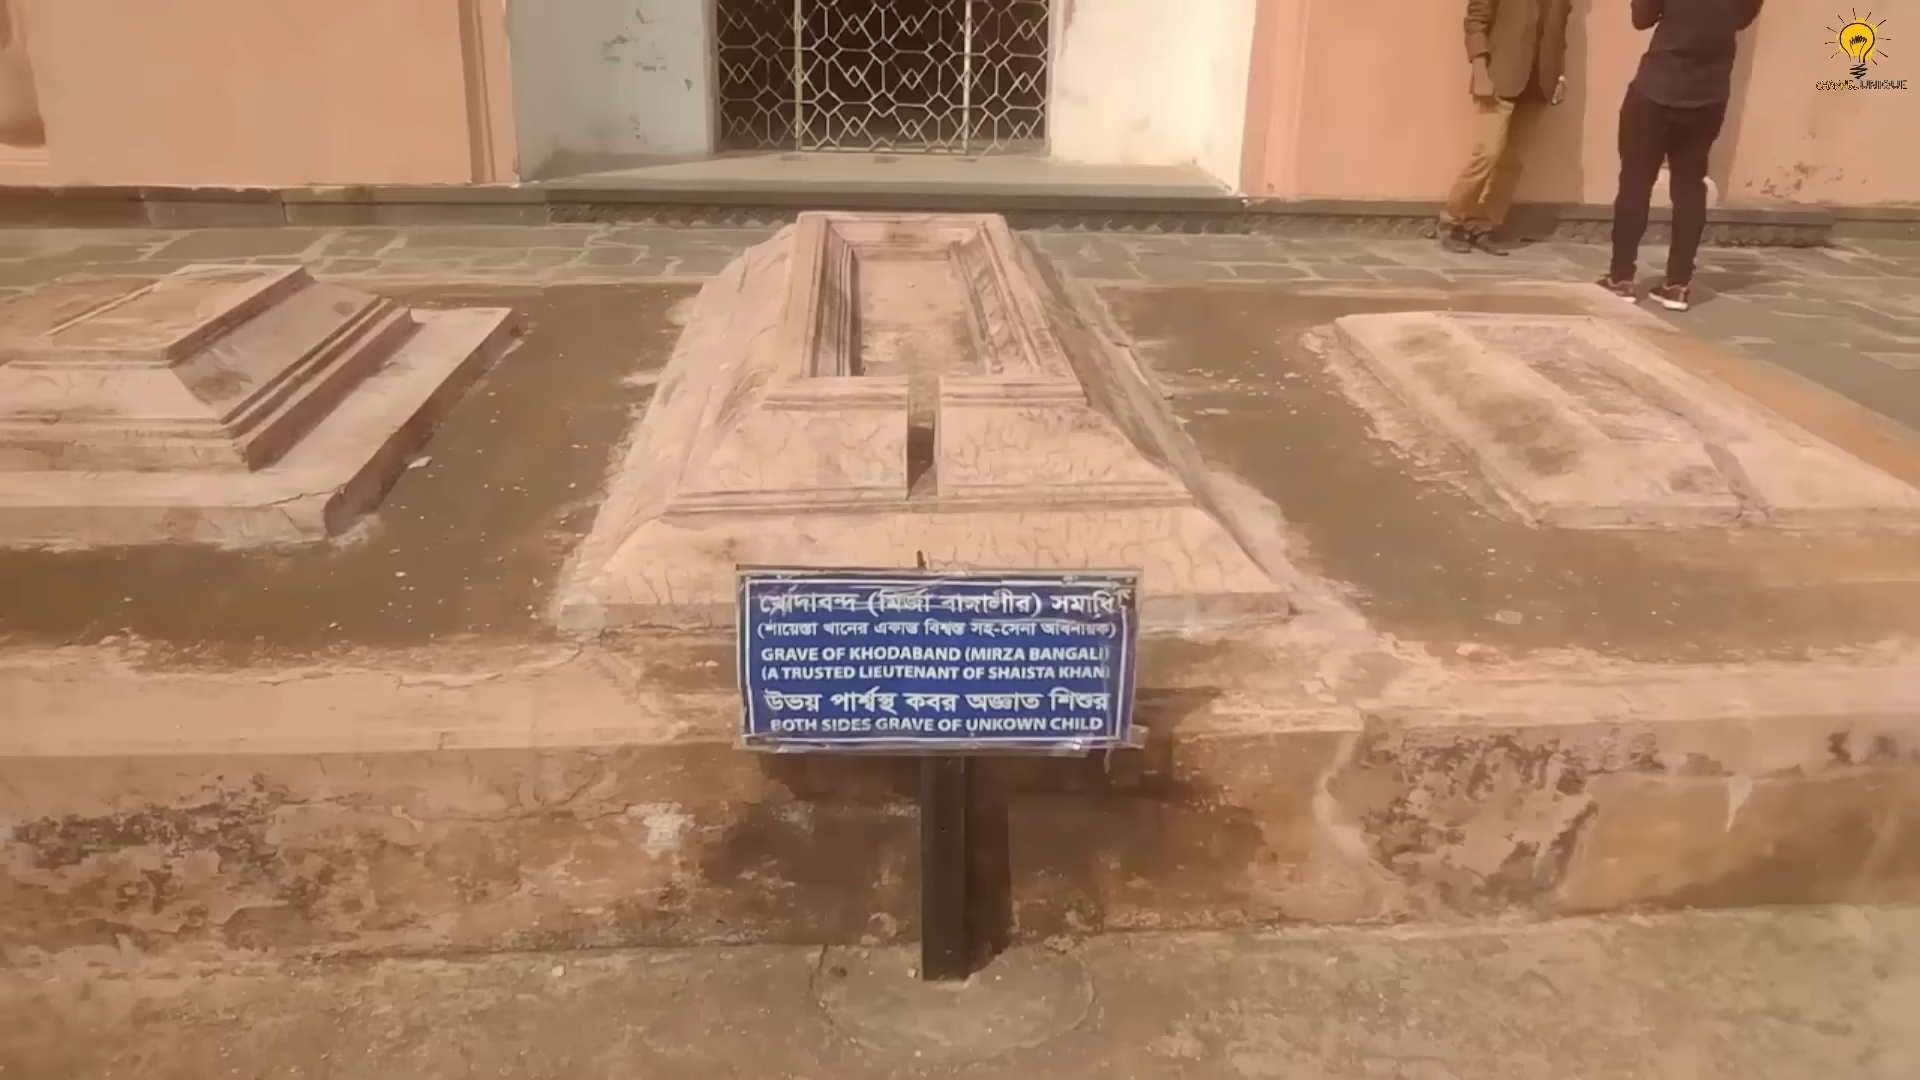 খোদাবন্দ (মির্জা বাঙ্গালীর) সমাধি
(শায়েস্তা খানের একান্ত বিশ্বস্ত সহ-সেনা অধিনায়ক)
GRAVE OF KHODABAND (MIRZA BANGALI)
(A TRUSTED LIEUTENANT OF SHAISTA KHAN)
উভয় পার্শ্বস্থ কবর অজ্ঞাত শিশুর
BOTH SIDES GRAVE OF UNKOWN CHILD
UNIQUE